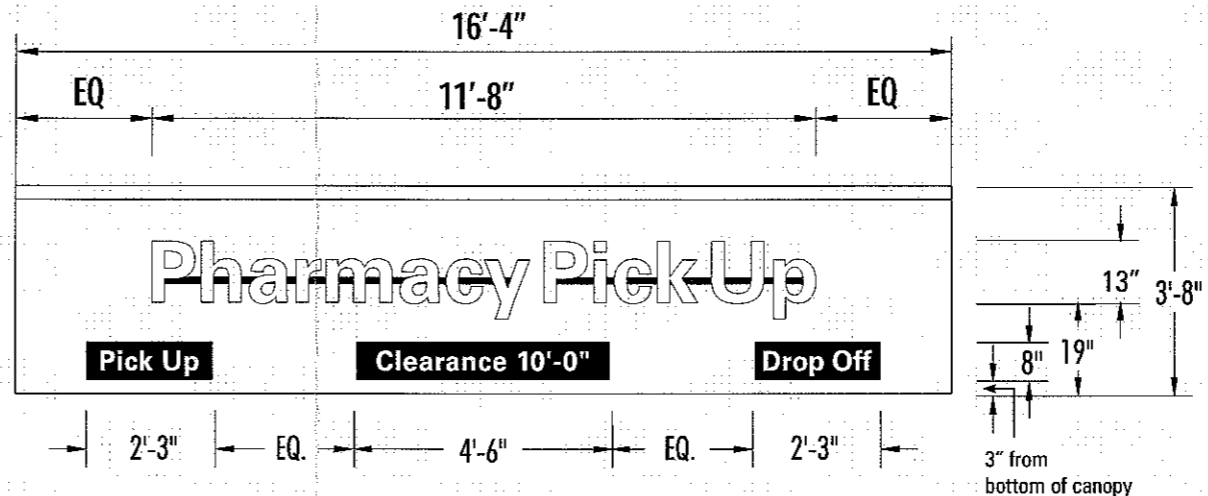 16'-4"
EQ 11'-8" EQ
Pharmacy Pick Up
13" 3'-8"
Pick Up Clearance 10'-0" Drop Off
8" 19"
2'-3" EQ. 4'-6" EQ. 2'-3"
3" from
bottom of canopy